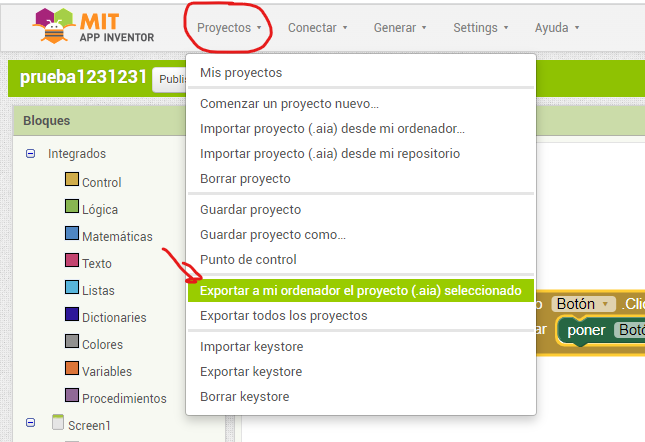 MIT
APP INVENTOR
Proyectos
Conectar
Generar
Settings
Ayuda
prueba1231231
Publis
Bloques
Integrados
Control
Lógica
Matemáticas
Texto
Listas
Dictionaries
Colores
Variables
Procedimientos
Screen1
Mis proyectos
Comenzar un proyecto nuevo...
Importar proyecto (.aia) desde mi ordenador...
Importar proyecto (.aia) desde mi repositorio
Borrar proyecto
Guardar proyecto
Guardar proyecto como...
Punto de control
Exportar a mi ordenador el proyecto (.aia) seleccionado
Exportar todos los proyectos
Importar keystore
Exportar keystore
Borrar keystore
o Botón .Clic
ar poner Botó